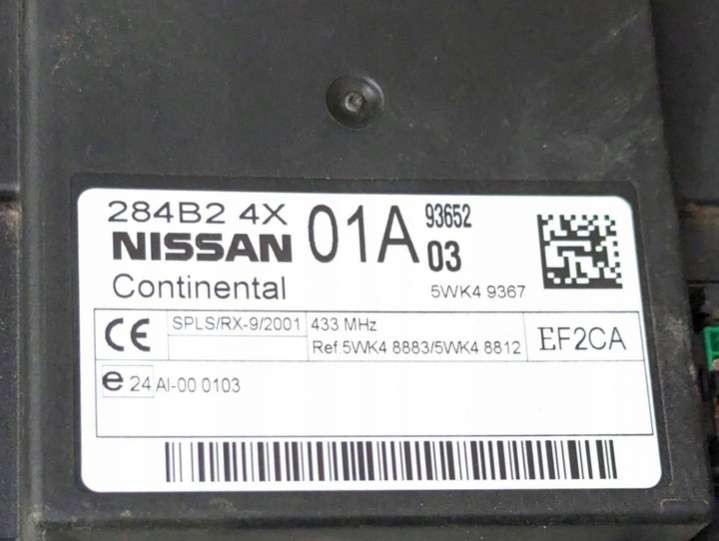 284B2 4X
NISSAN
01A
93652
03
Continental
5WK4 9367
CE
SPLS/RX-9/2001
433 MHz
Ref.5WK4 8883/5WK4 8812
EF2CA
e 24 AI-00 0103